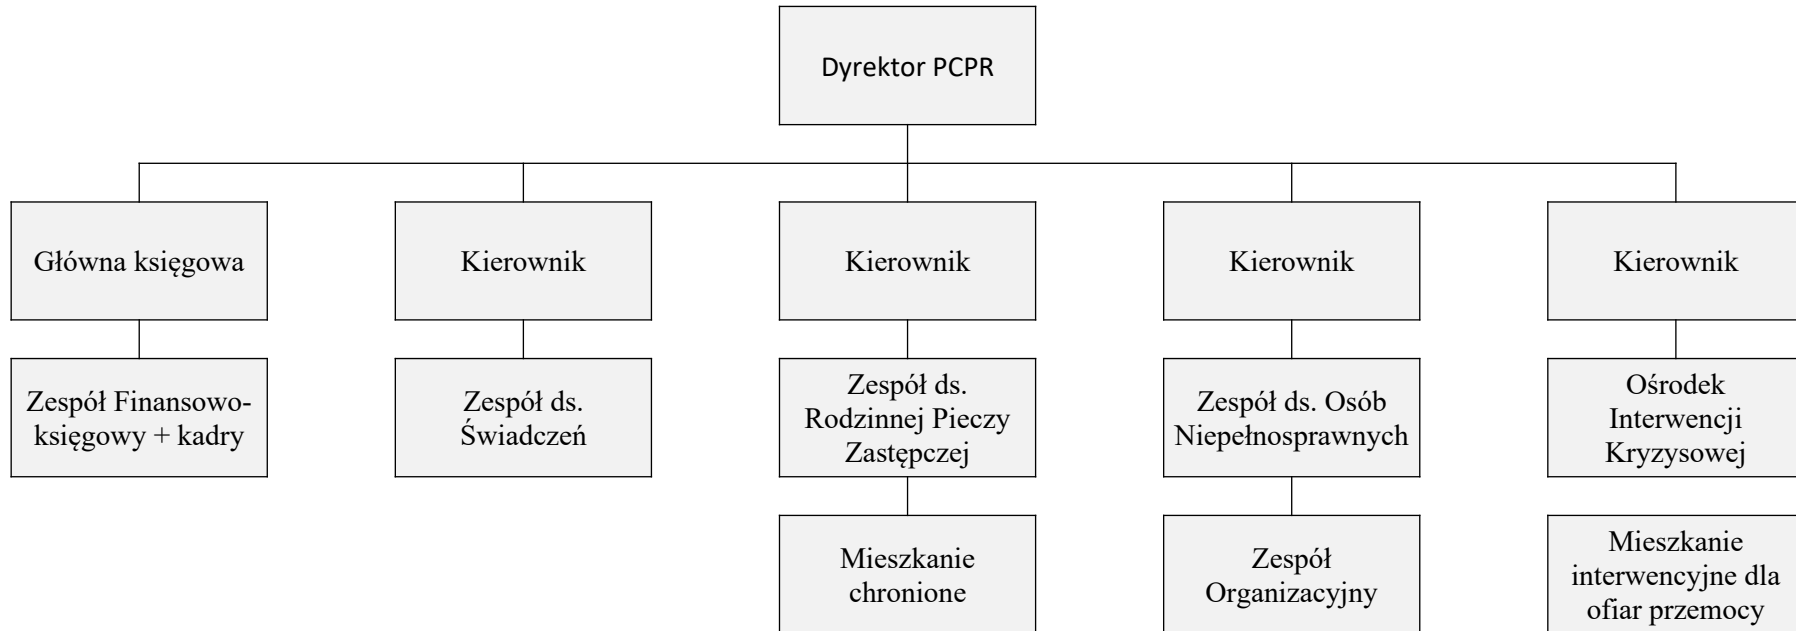 Dyrektor PCPR
Główna księgowa
Kierownik
Kierownik
Kierownik
Kierownik
Zespół Finansowo-
księgowy + kadry
Zespół ds.
Świadczeń
Zespół ds.
Rodzinnej Pieczy
Zastępczej
Zespół ds. Osób
Niepełnosprawnych
Ośrodek
Interwencji
Kryzysowej
Mieszkanie
chronione
Zespół
Organizacyjny
Mieszkanie
interwencyjne dla
ofiar przemocy